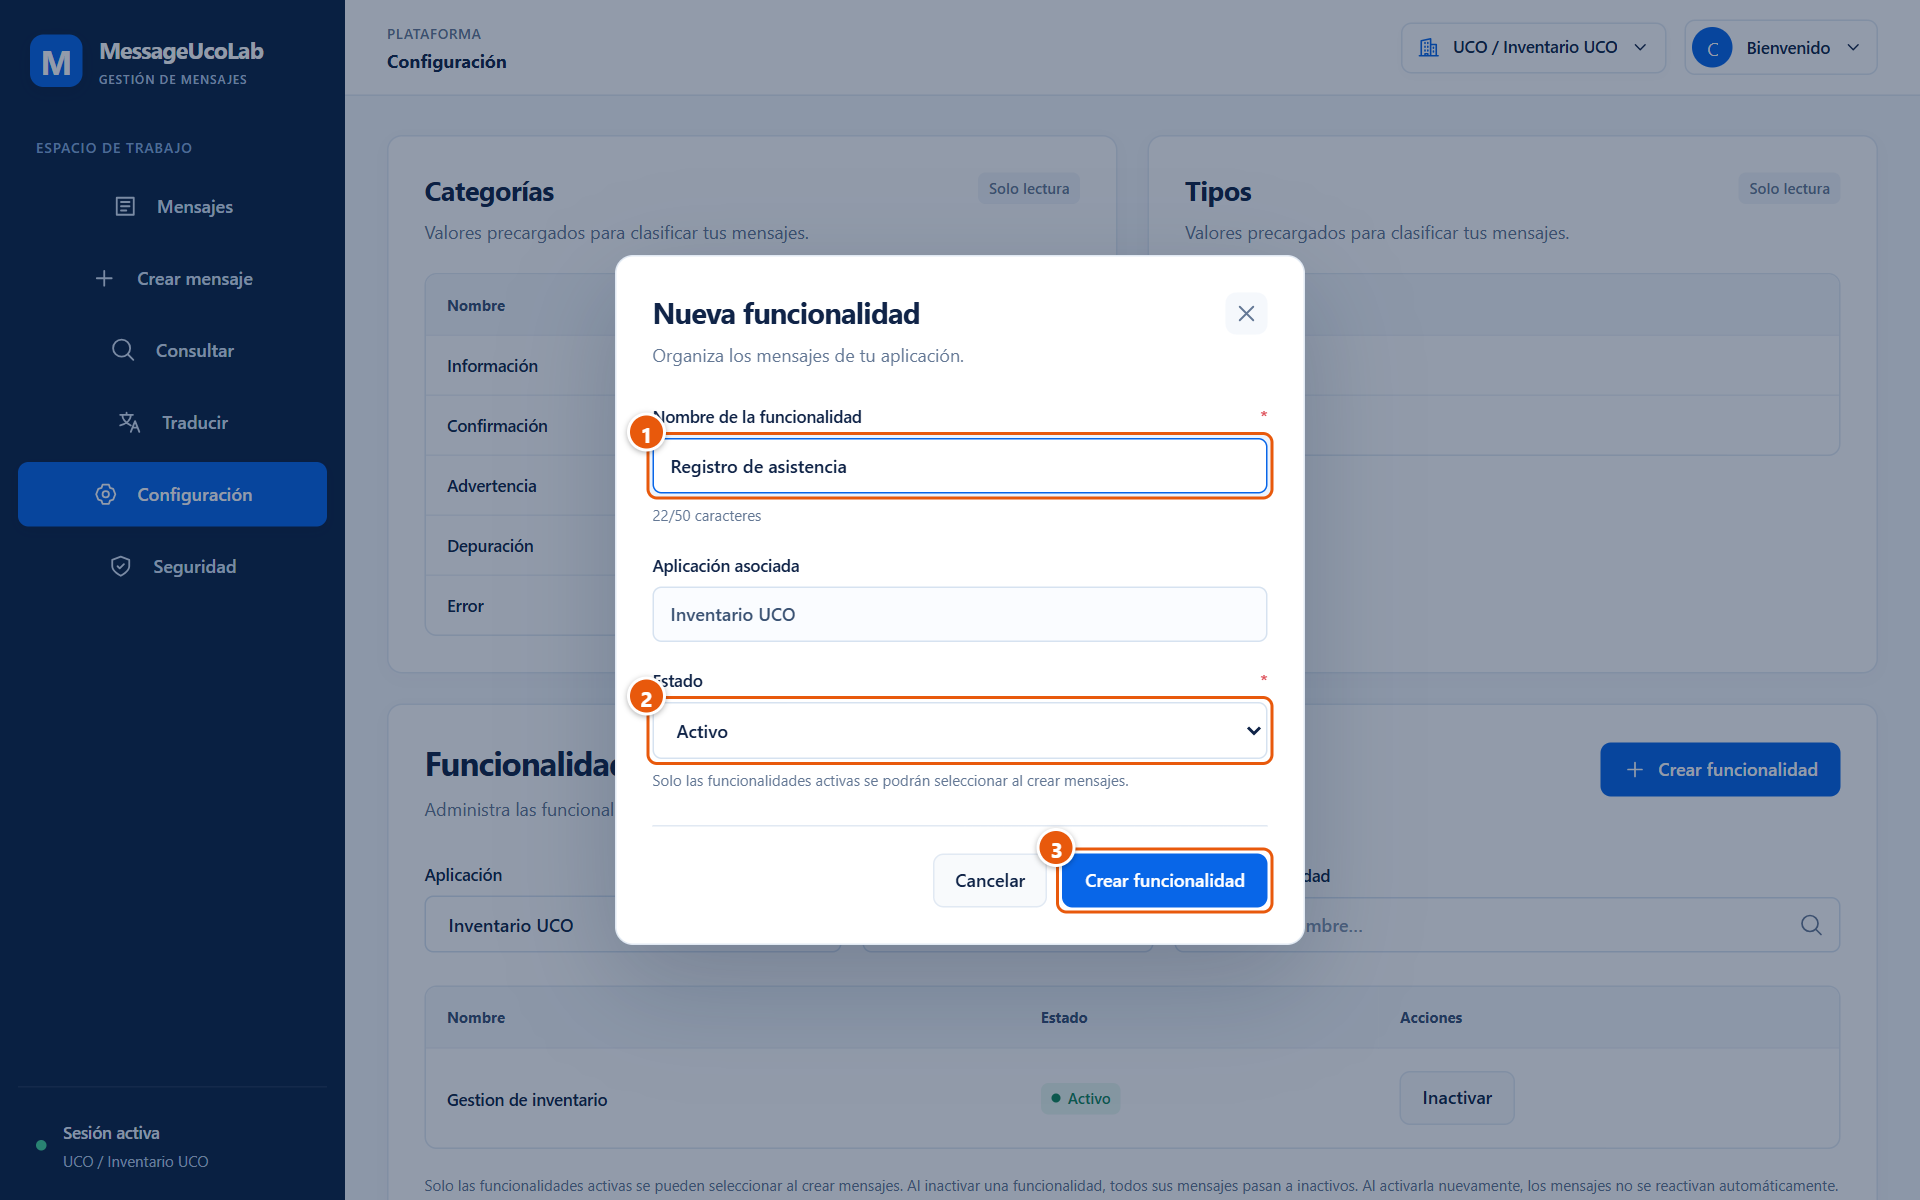 M
MessageUcoLab
GESTIÓN DE MENSAJES
ESPACIO DE TRABAJO
Mensajes
Crear mensaje
Consultar
Traducir
Configuración
Seguridad
Sesión activa
UCO / Inventario UCO
PLATAFORMA
Configuración
UCO / Inventario UCO
C
Bienvenido
Categorías
Solo lectura
Valores precargados para clasificar tus mensajes.
Nombre
Información
Confirmación
Advertencia
Depuración
Error
Tipos
Solo lectura
Valores precargados para clasificar tus mensajes.
Nueva funcionalidad
Organiza los mensajes de tu aplicación.
1
Nombre de la funcionalidad *
Registro de asistencia
22/50 caracteres
Aplicación asociada
Inventario UCO
2
Estado *
Activo
Solo las funcionalidades activas se podrán seleccionar al crear mensajes.
3
Cancelar
Crear funcionalidad
Crear funcionalidad
Aplicación
Inventario UCO
Nombre
Estado
Acciones
Gestion de inventario
Activo
Inactivar
Solo las funcionalidades activas se pueden seleccionar al crear mensajes. Al inactivar una funcionalidad, todos sus mensajes pasan a inactivos. Al activarla nuevamente, los mensajes no se reactivan automáticamente.